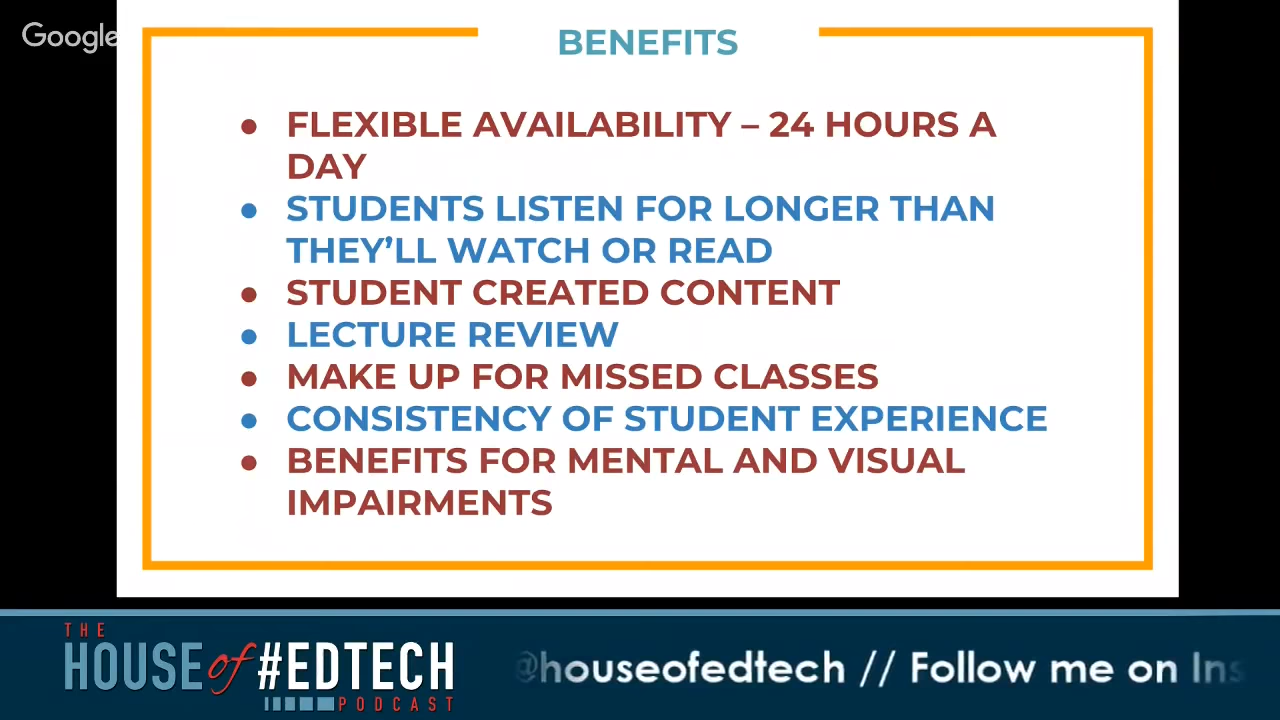 Google
BENEFITS
● FLEXIBLE AVAILABILITY – 24 HOURS A
DAY
● STUDENTS LISTEN FOR LONGER THAN
THEY’LL WATCH OR READ
● STUDENT CREATED CONTENT
● LECTURE REVIEW
● MAKE UP FOR MISSED CLASSES
● CONSISTENCY OF STUDENT EXPERIENCE
● BENEFITS FOR MENTAL AND VISUAL
IMPAIRMENTS
THE
HOUSE of #EDTECH
PODCAST
@houseofedtech // Follow me on Ins